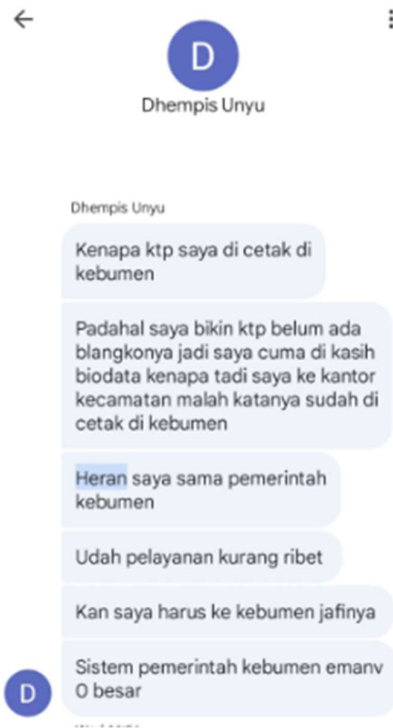 D
Dhempis Unyu
Dhempis Unyu
Kenapa ktp saya di cetak di
kebumen
Padahal saya bikin ktp belum ada
blangkonya jadi saya cuma di kasih
biodata kenapa tadi saya ke kantor
kecamatan malah katanya sudah di
cetak di kebumen
Heran saya sama pemerintah
kebumen
Udah pelayanan kurang ribet
Kan saya harus ke kebumen jafinya
Sistem pemerintah kebumen emanv
O besar
D